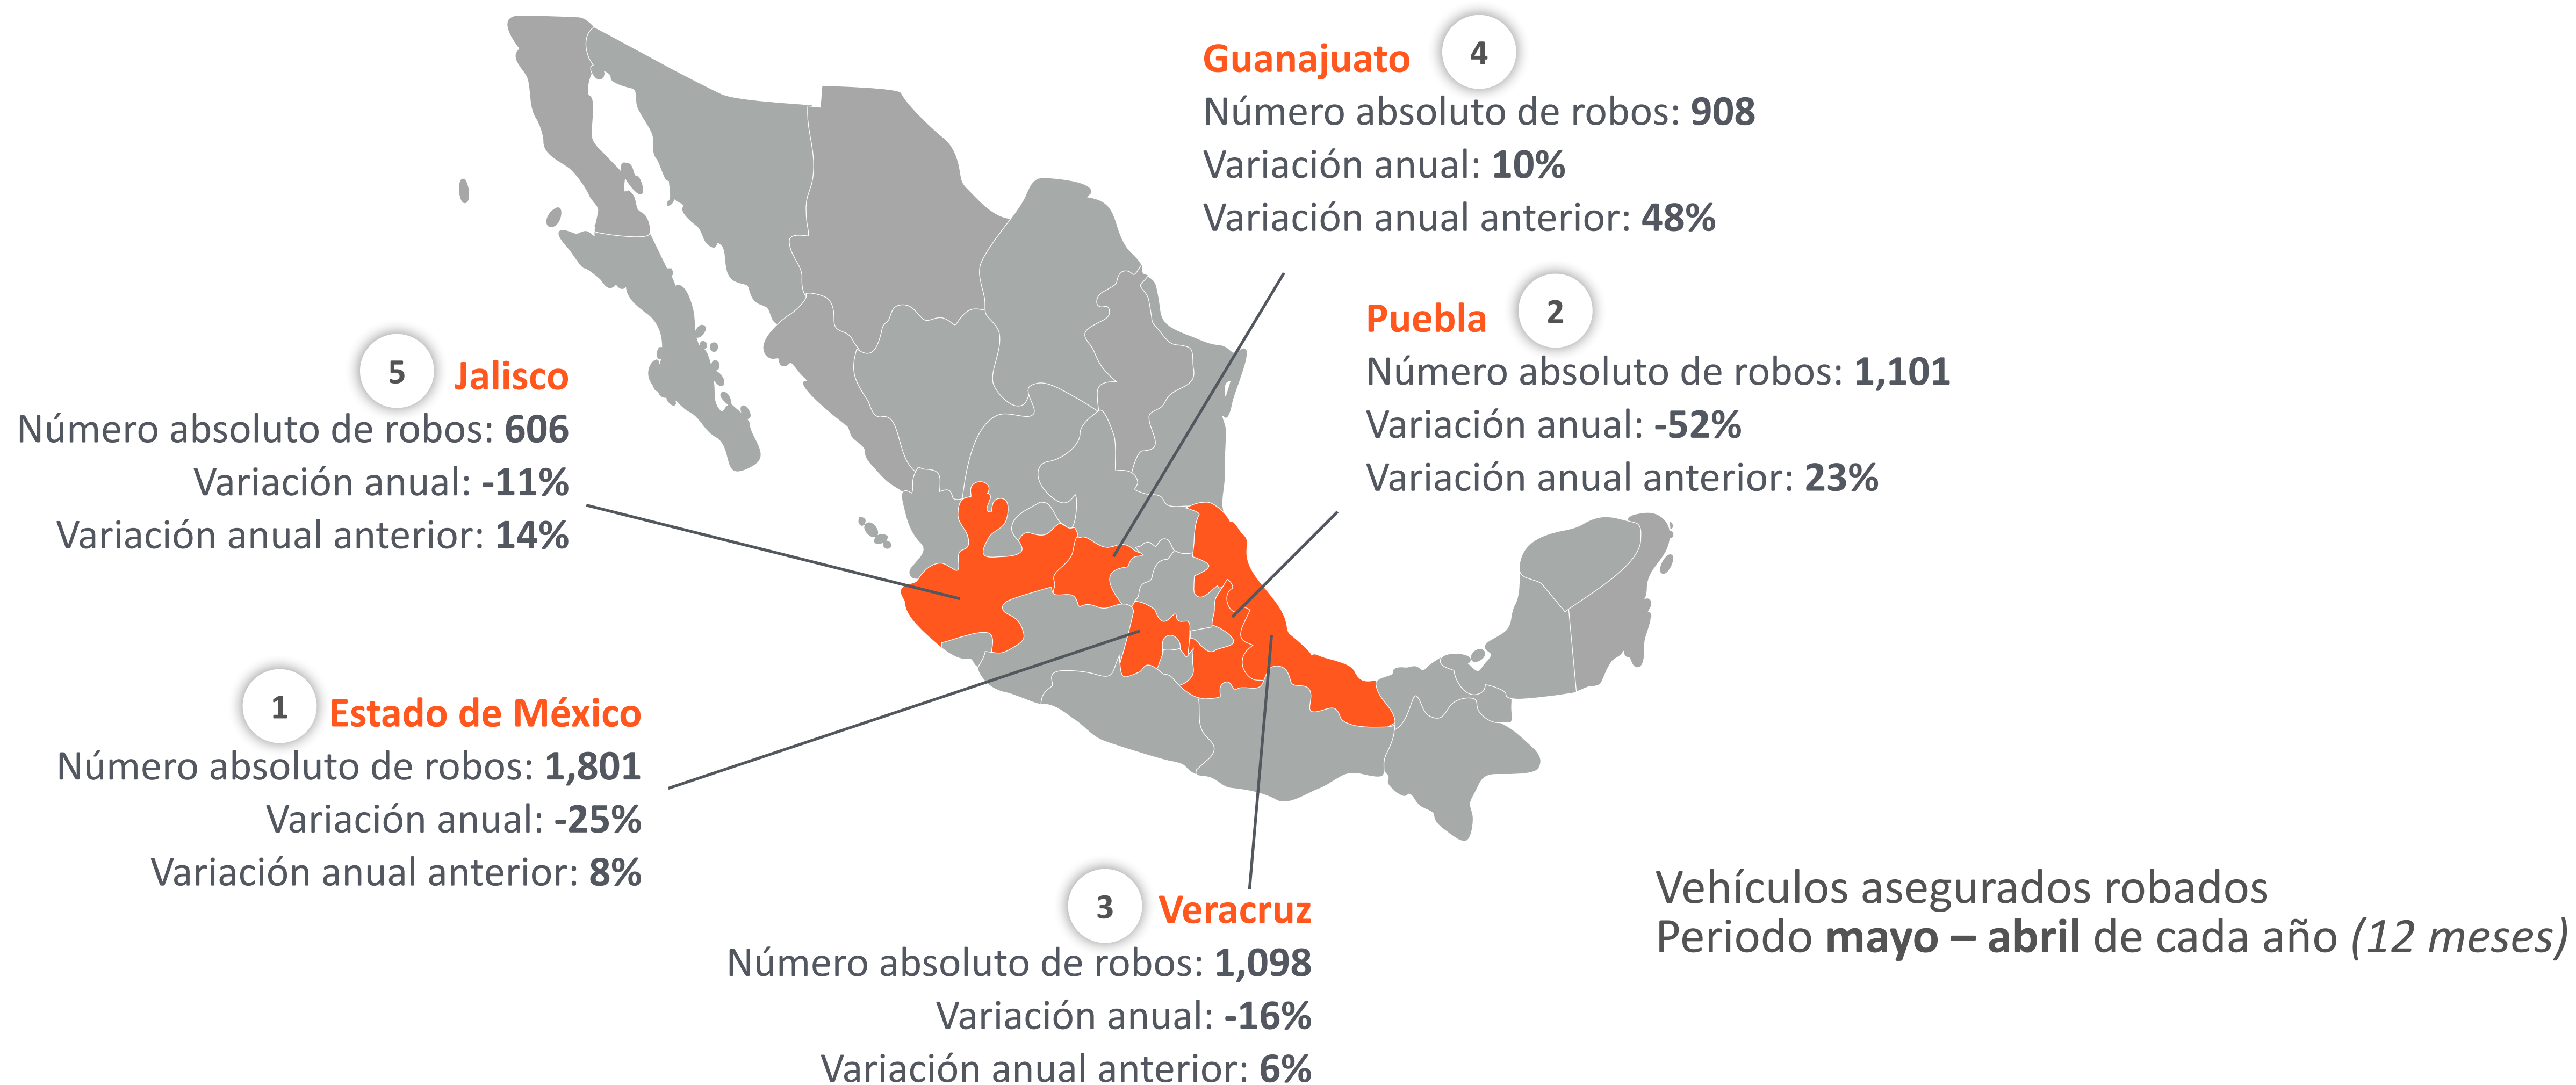 Guanajuato 4
Número absoluto de robos: 908
Variación anual: 10%
Variación anual anterior: 48%
Puebla 2
Número absoluto de robos: 1,101
Variación anual: -52%
Variación anual anterior: 23%
5 Jalisco
Número absoluto de robos: 606
Variación anual: -11%
Variación anual anterior: 14%
1 Estado de México
Número absoluto de robos: 1,801
Variación anual: -25%
Variación anual anterior: 8%
3 Veracruz
Número absoluto de robos: 1,098
Variación anual: -16%
Variación anual anterior: 6%
Vehículos asegurados robados
Periodo mayo – abril de cada año (12 meses)